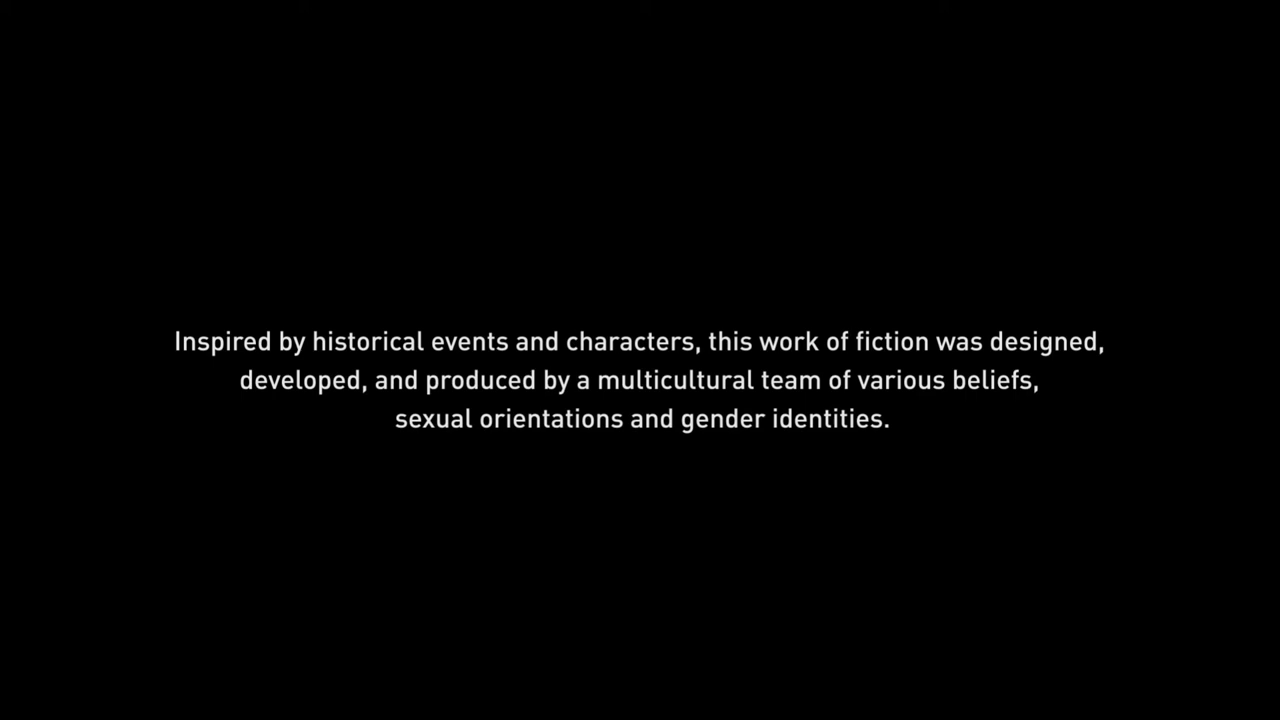 Inspired by historical events and characters, this work of fiction was designed,
developed, and produced by a multicultural team of various beliefs,
sexual orientations and gender identities.